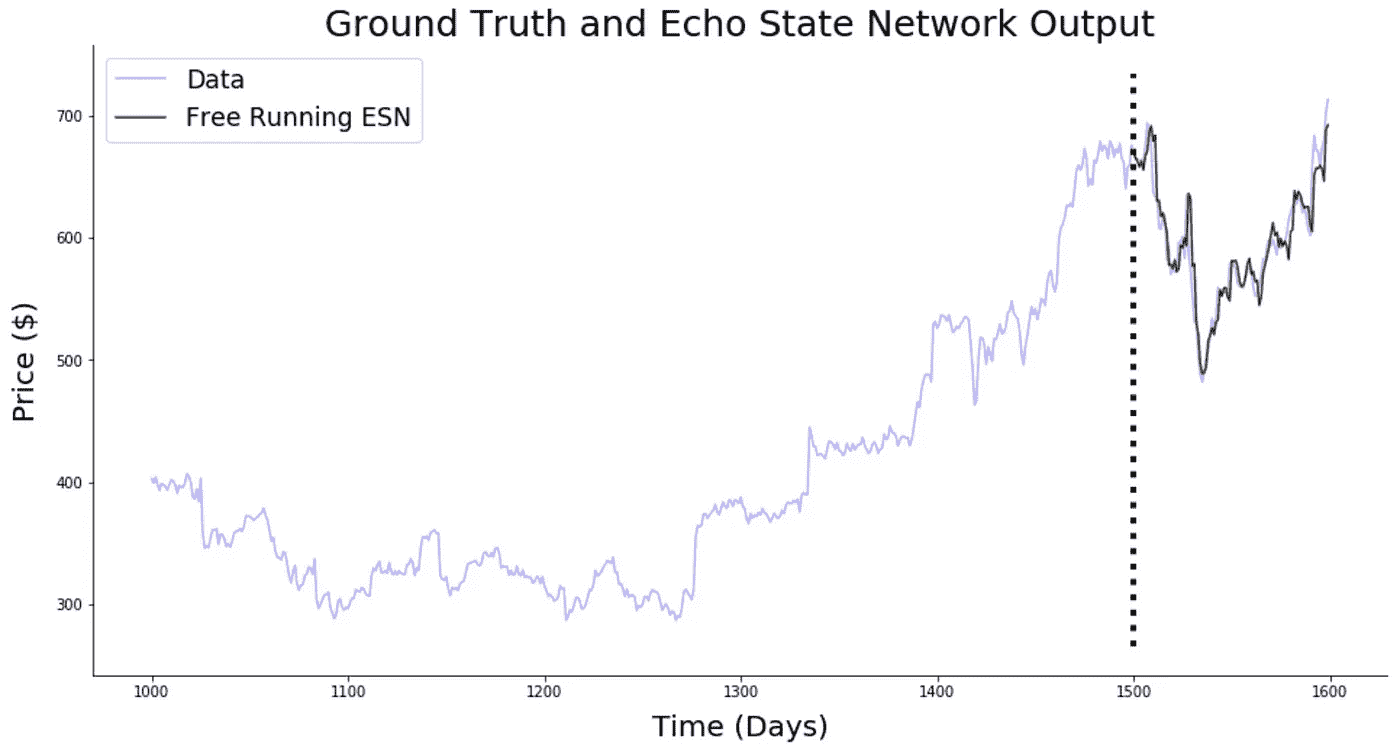 Ground Truth and Echo State Network Output
Data
Free Running ESN
700
600
500
400
300
Price ($)
1000 1100 1200 1300 1400 1500 1600
Time (Days)